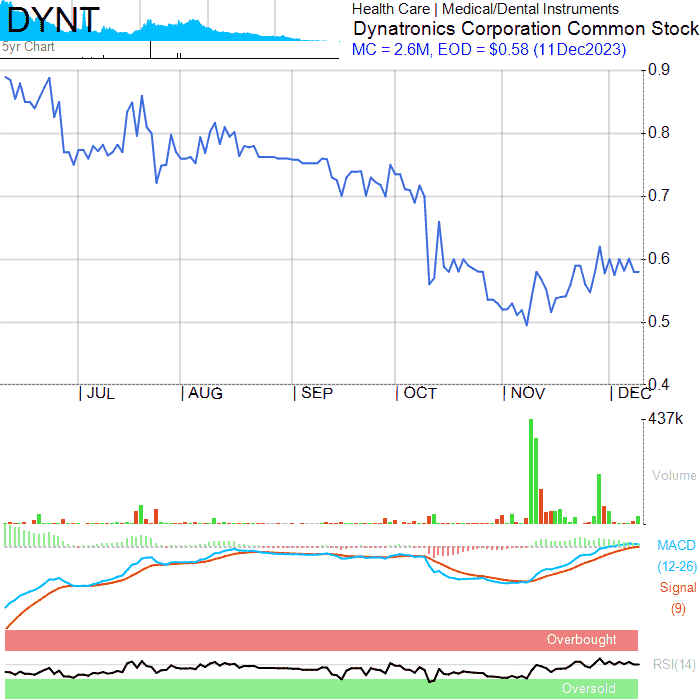 DYNT
5yr Chart
Health Care | Medical/Dental Instruments
Dynatronics Corporation Common Stock
MC = 2.6M, EOD = $0.58 (11Dec2023)
0.9
0.8
0.7
0.6
0.5
0.4
JUL AUG SEP OCT NOV DEC
437k
Volume
MACD
(12-26)
Signal
(9)
Overbought
RSI(14)
Oversold